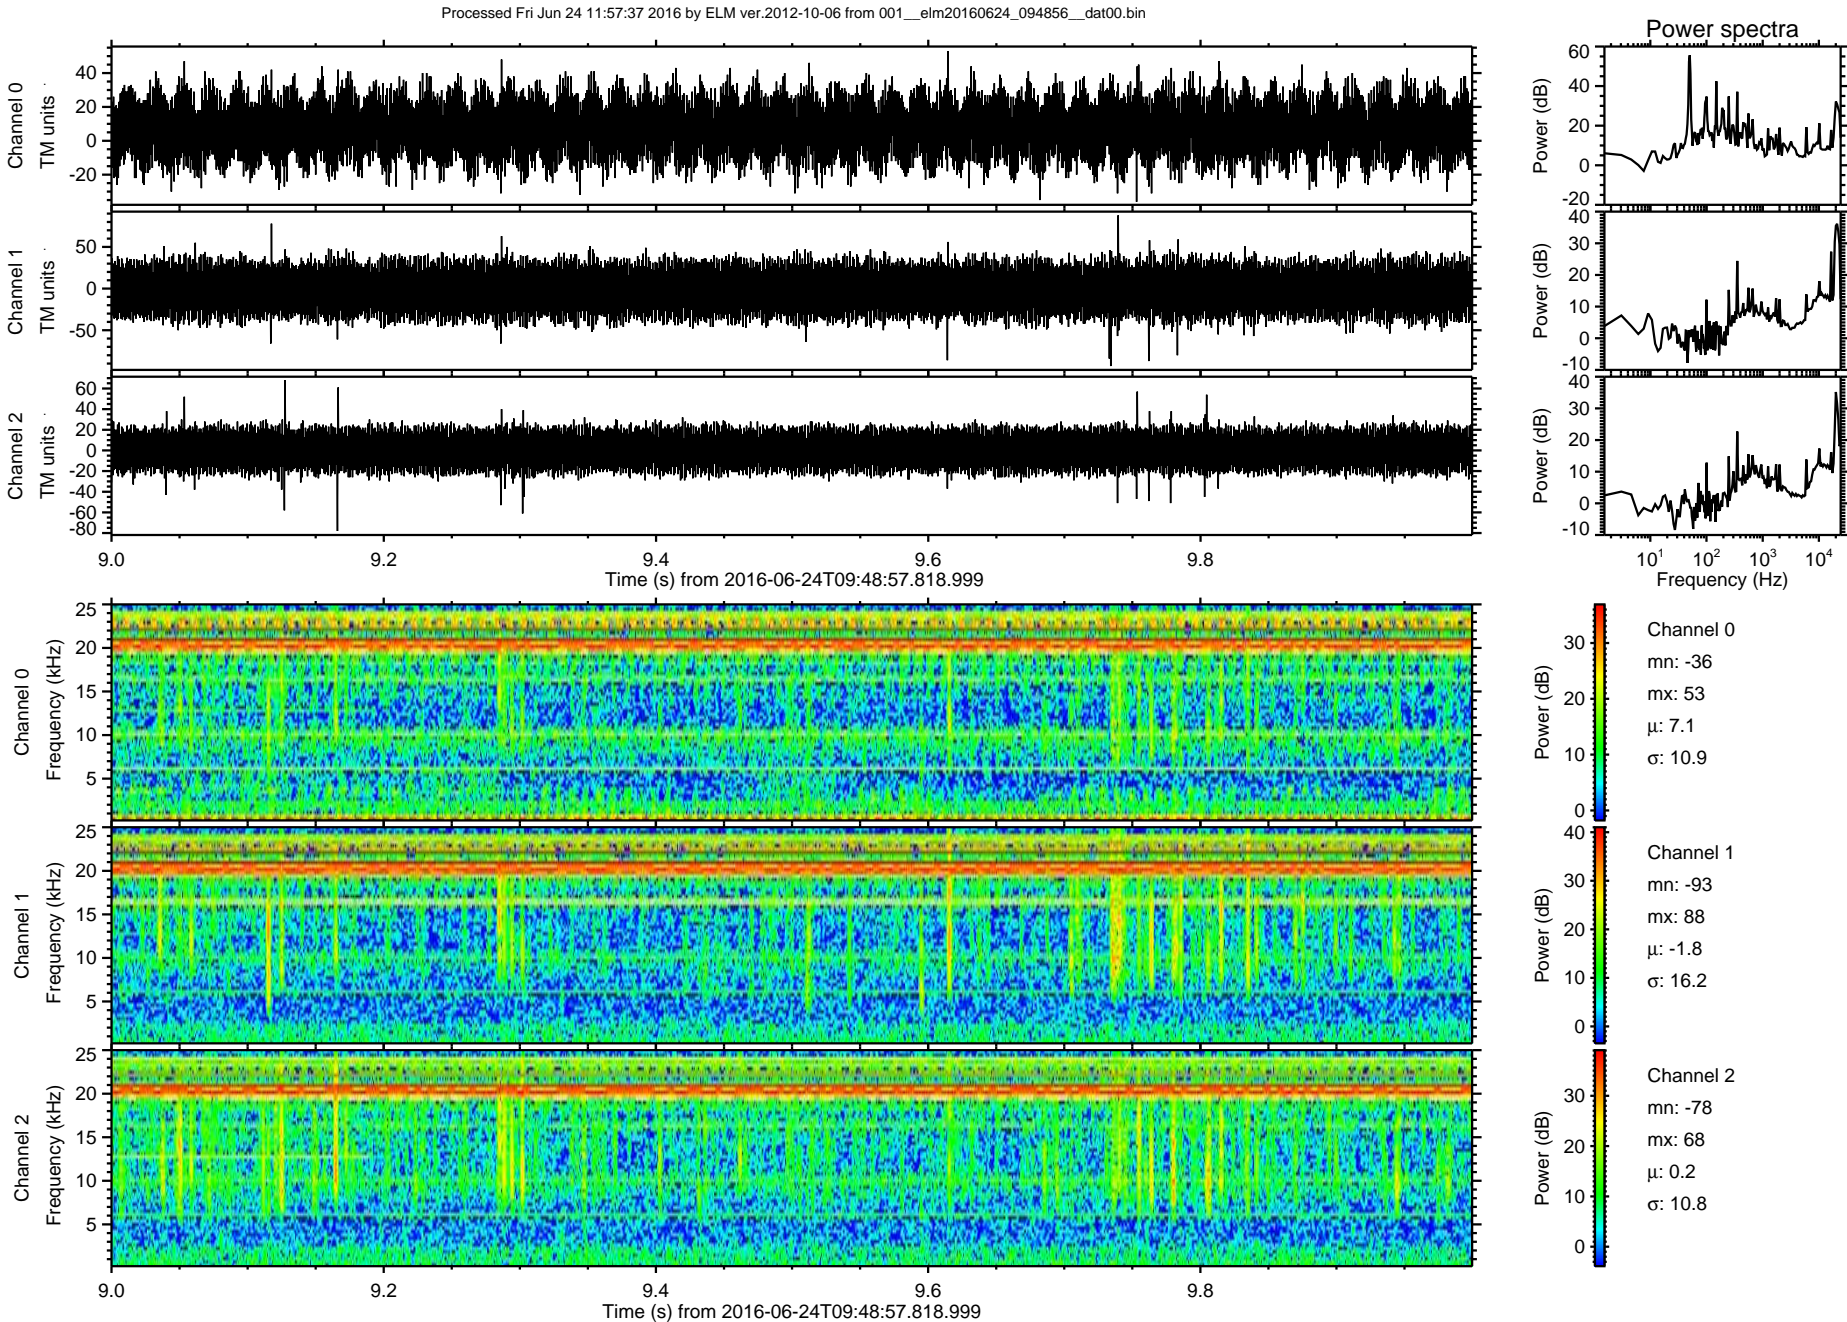 Processed Fri Jun 24 11:57:37 2016 by ELM ver.2012-10-06 from 001__elm20160624_094856__dat00.bin
Power spectra
Channel 0
TM units
40
20
0
-20
Power (dB)
60
40
20
0
-20
Channel 1
TM units
50
0
-50
Power (dB)
40
30
20
10
0
-10
Channel 2
TM units
60
40
20
0
-20
-40
-60
-80
Power (dB)
40
30
20
10
0
-10
9.0 9.2 9.4 9.6 9.8
Time (s) from 2016-06-24T09:48:57.818.999
10¹ 10² 10³ 10⁴
Frequency (Hz)
Channel 0
Frequency (kHz)
25
20
15
10
5
Power (dB)
30
20
10
0
Channel 0
mn: -36
mx: 53
μ: 7.1
σ: 10.9
Channel 1
Frequency (kHz)
25
20
15
10
5
Power (dB)
40
30
20
10
0
Channel 1
mn: -93
mx: 88
μ: -1.8
σ: 16.2
Channel 2
Frequency (kHz)
25
20
15
10
5
Power (dB)
30
20
10
0
Channel 2
mn: -78
mx: 68
μ: 0.2
σ: 10.8
9.0 9.2 9.4 9.6 9.8
Time (s) from 2016-06-24T09:48:57.818.999